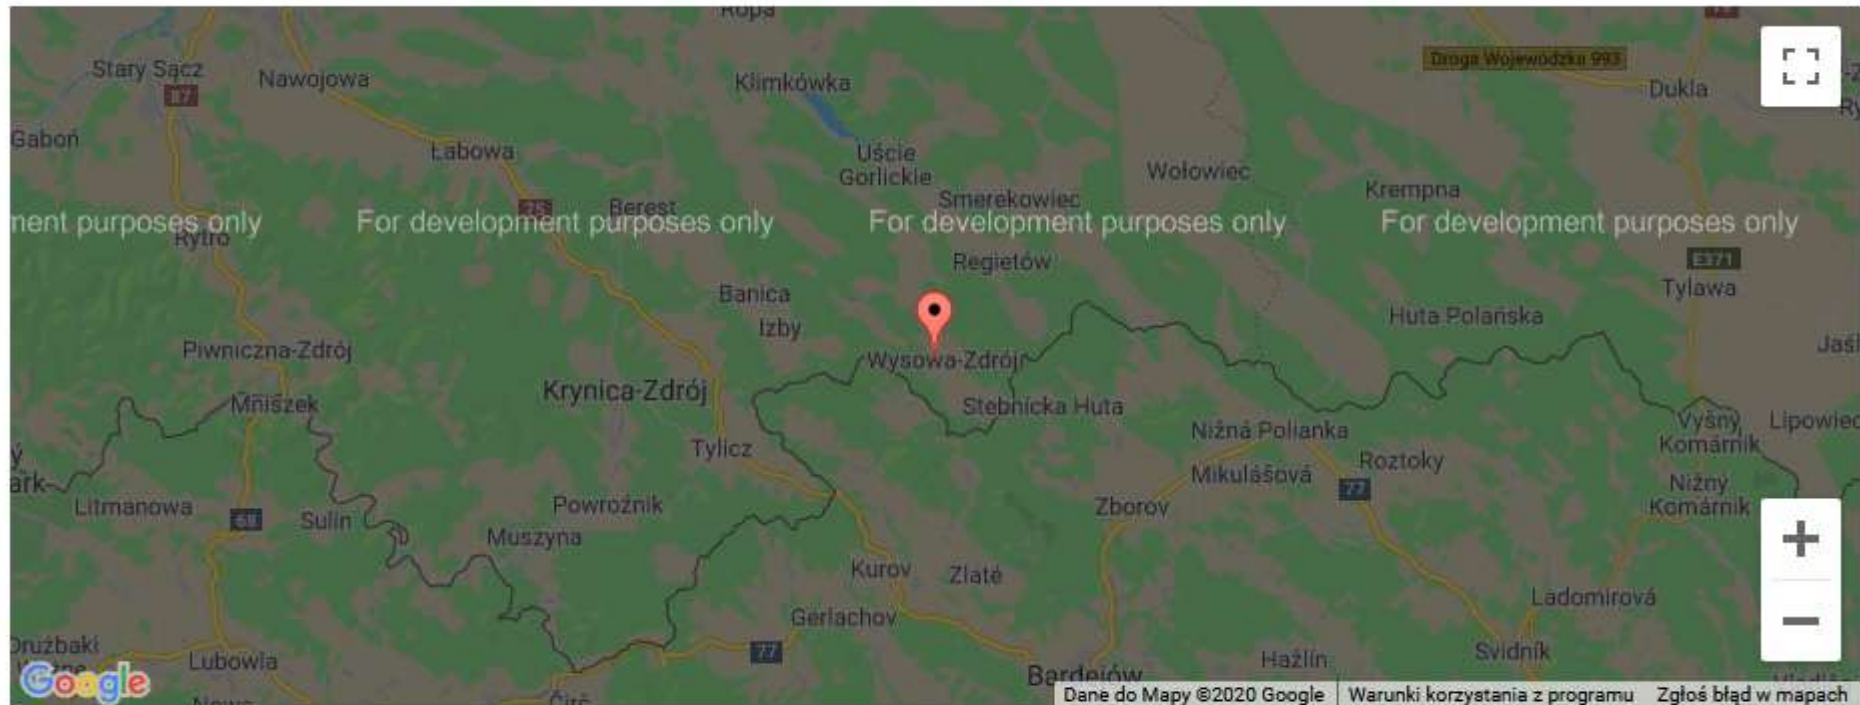 Ropa
Stary Sącz
Nawojowa
Klimkówka
Droga Wojewódzka 993
Dukla
87
Gaboń
Łabowa
Uście
Gorlickie
Wołowiec
Krempna
75
Berest
Smerekowiec
ment purposes only
For development purposes only
For development purposes only
For development purposes only
Rytro
Regietów
E371
Tylawa
Banica
Izby
Huta Polańska
Piwniczna-Zdrój
Wysowa-Zdrój
Krynica-Zdrój
Mniszek
Stebnícka Huta
Vyšný
Komárnik
Lipowiec
Tylicz
Nižná Polianka
Mikulášová
Roztoky
77
Nižný
Komárnik
Litmanowa
68
Sulin
Powroźnik
Muszyna
Zborov
Kurov
Zlaté
Ladomirová
Gerlachov
77
Drużbaki
Lubowla
Svidník
Hažlín
Bardejów
Čirč
Google
Dane do Mapy ©2020 Google
Warunki korzystania z programu
Zgłoś błąd w mapach